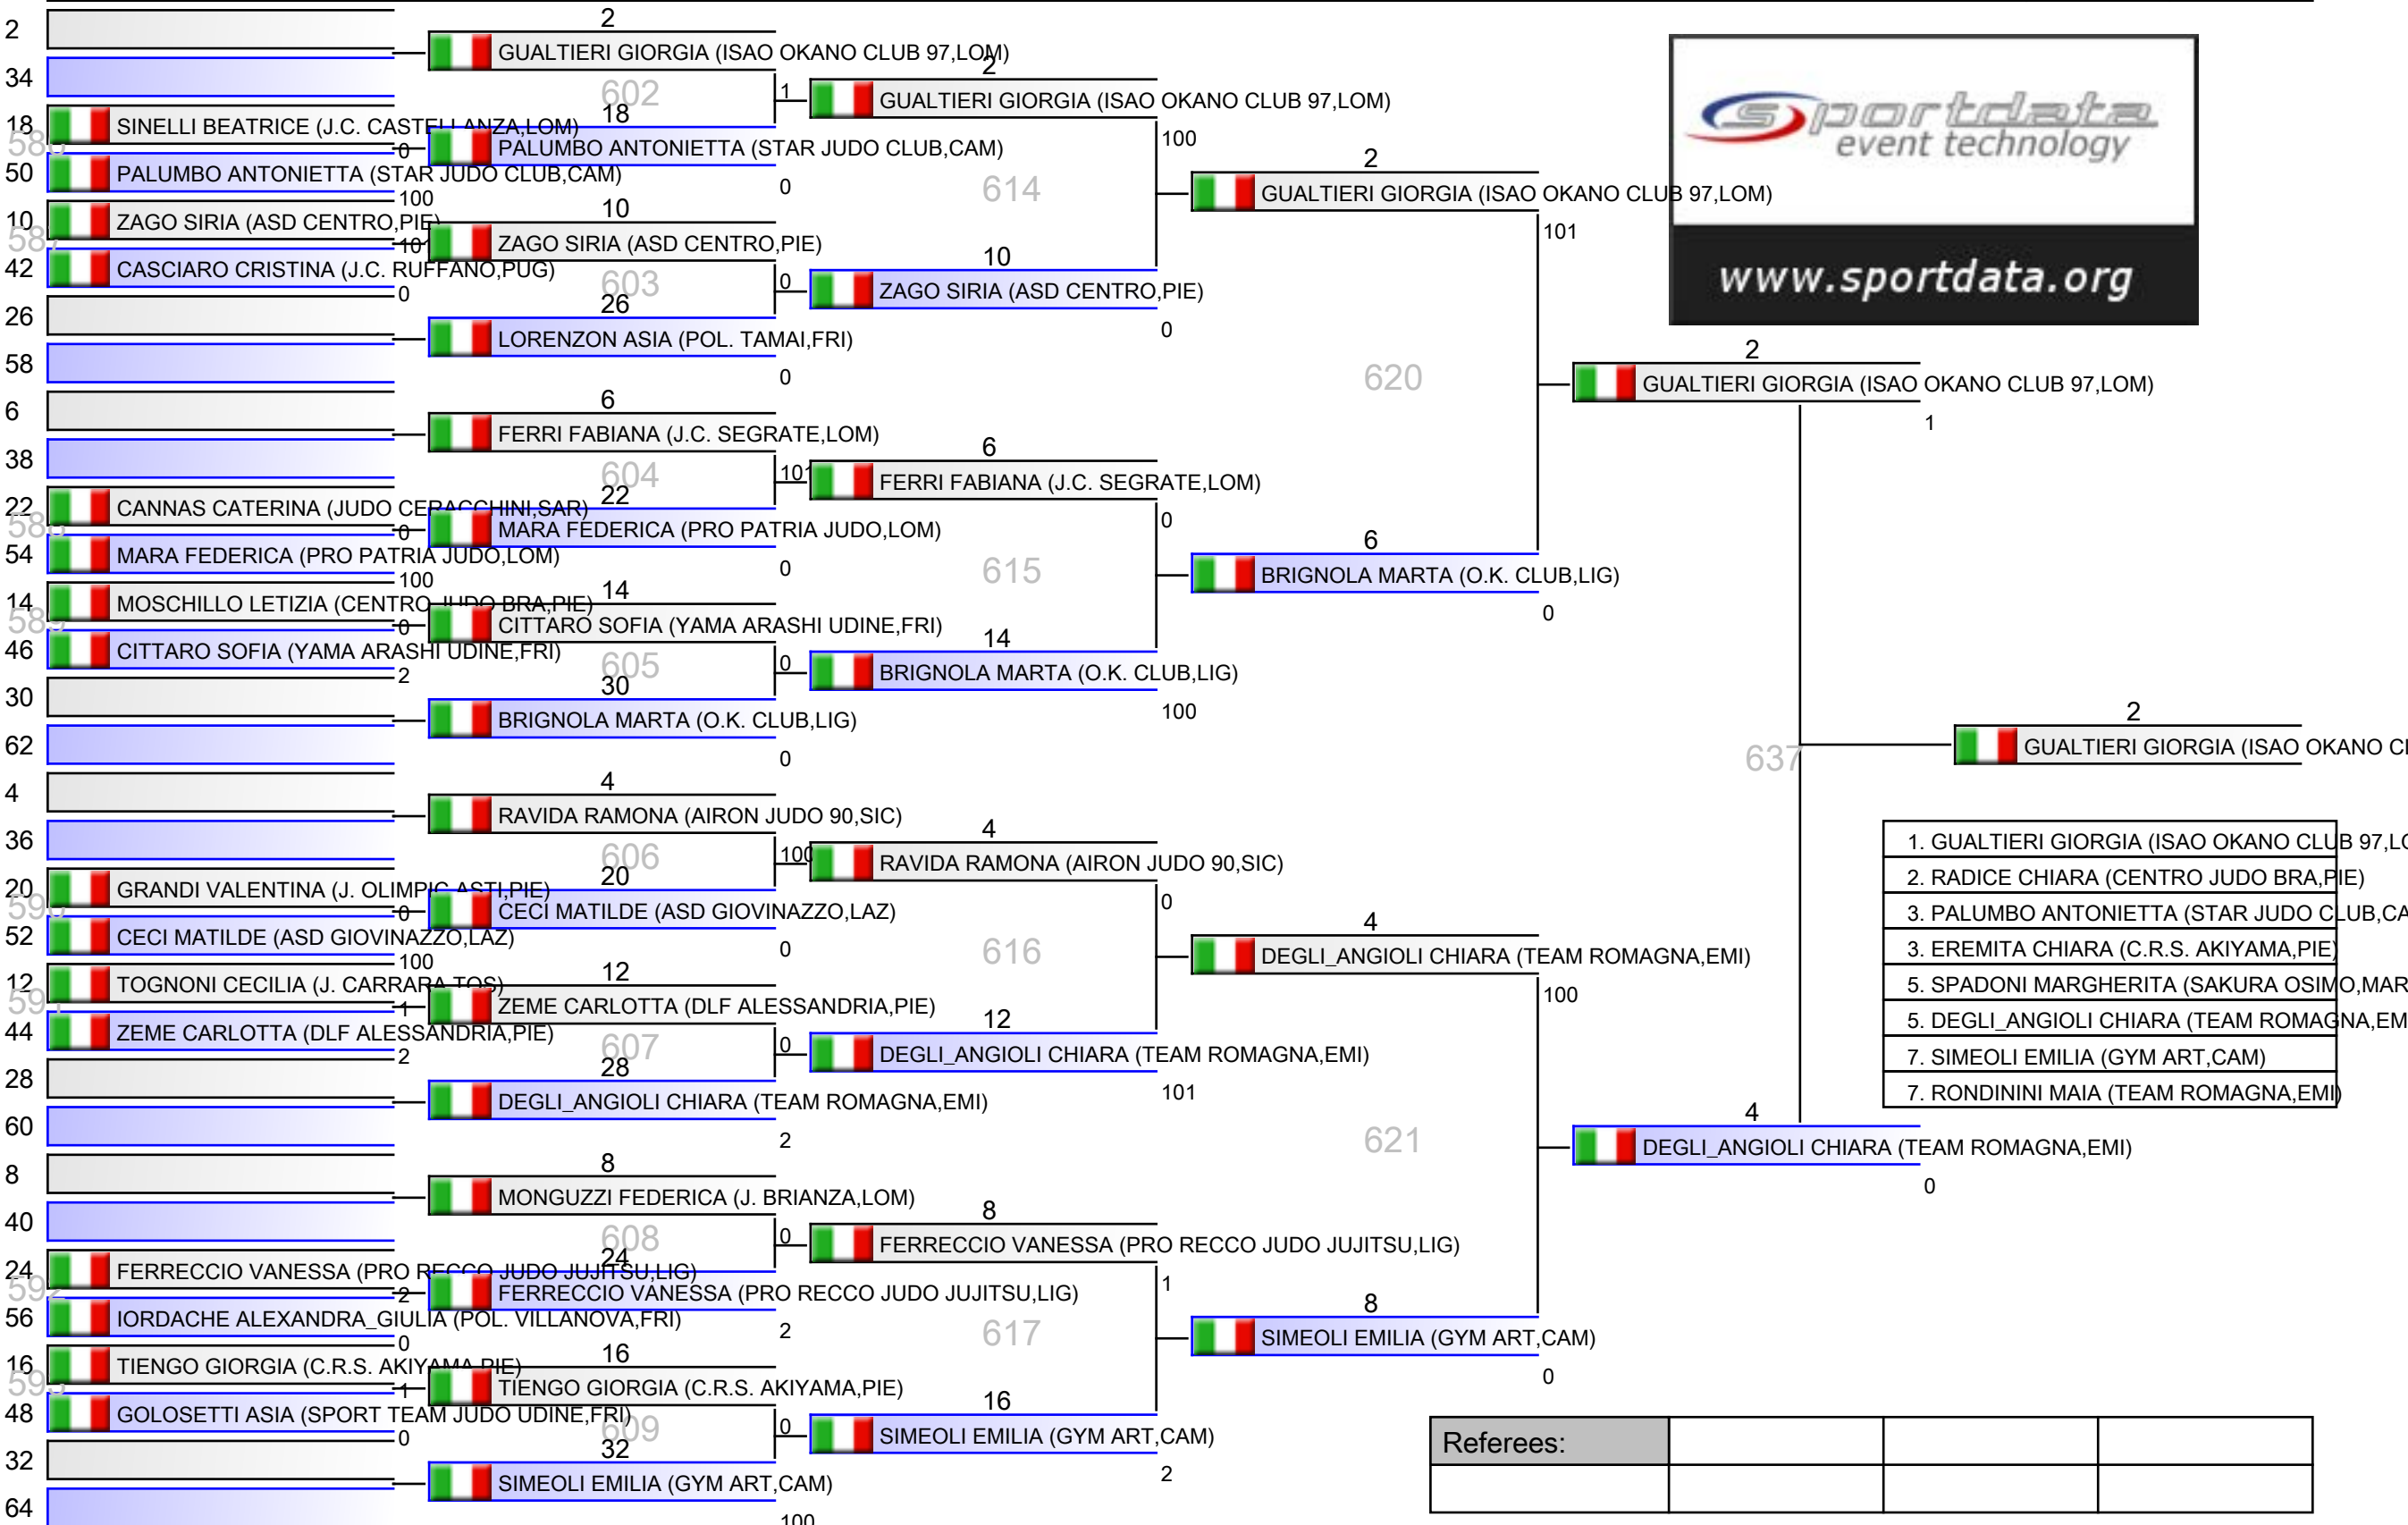 2
34
18
SINELLI BEATRICE (J.C. CASTELLANZA,LOM)
0
50
PALUMBO ANTONIETTA (STAR JUDO CLUB,CAM)
100
10
ZAGO SIRIA (ASD CENTRO,PIE)
101
42
CASCIARO CRISTINA (J.C. RUFFANO,PUG)
0
26
58
6
38
22
CANNAS CATERINA (JUDO CERACCHINI,SAR)
0
54
MARA FEDERICA (PRO PATRIA JUDO,LOM)
100
14
MOSCHILLO LETIZIA (CENTRO JUDO BRA,PIE)
0
46
CITTARO SOFIA (YAMA ARASHI UDINE,FRI)
2
30
62
4
36
20
GRANDI VALENTINA (J. OLIMPIC ASTI,PIE)
0
52
CECI MATILDE (ASD GIOVINAZZO,LAZ)
100
12
TOGNONI CECILIA (J. CARRARA,TOS)
1
44
ZEME CARLOTTA (DLF ALESSANDRIA,PIE)
2
28
60
8
40
24
FERRECCIO VANESSA (PRO RECCO JUDO JUJITSU,LIG)
2
56
IORDACHE ALEXANDRA_GIULIA (POL. VILLANOVA,FRI)
0
16
TIENGO GIORGIA (C.R.S. AKIYAMA,PIE)
1
48
GOLOSETTI ASIA (SPORT TEAM JUDO UDINE,FRI)
0
32
64
2
GUALTIERI GIORGIA (ISAO OKANO CLUB 97,LOM)
1
602
18
PALUMBO ANTONIETTA (STAR JUDO CLUB,CAM)
0
10
ZAGO SIRIA (ASD CENTRO,PIE)
0
603
26
LORENZON ASIA (POL. TAMAI,FRI)
0
6
FERRI FABIANA (J.C. SEGRATE,LOM)
101
604
22
MARA FEDERICA (PRO PATRIA JUDO,LOM)
0
14
CITTARO SOFIA (YAMA ARASHI UDINE,FRI)
0
605
30
BRIGNOLA MARTA (O.K. CLUB,LIG)
0
4
RAVIDA RAMONA (AIRON JUDO 90,SIC)
100
606
20
CECI MATILDE (ASD GIOVINAZZO,LAZ)
0
12
ZEME CARLOTTA (DLF ALESSANDRIA,PIE)
0
607
28
DEGLI_ANGIOLI CHIARA (TEAM ROMAGNA,EMI)
2
8
MONGUZZI FEDERICA (J. BRIANZA,LOM)
0
608
24
FERRECCIO VANESSA (PRO RECCO JUDO JUJITSU,LIG)
2
16
TIENGO GIORGIA (C.R.S. AKIYAMA,PIE)
0
609
32
SIMEOLI EMILIA (GYM ART,CAM)
100
2
GUALTIERI GIORGIA (ISAO OKANO CLUB 97,LOM)
100
614
10
ZAGO SIRIA (ASD CENTRO,PIE)
0
6
FERRI FABIANA (J.C. SEGRATE,LOM)
0
615
14
BRIGNOLA MARTA (O.K. CLUB,LIG)
100
4
RAVIDA RAMONA (AIRON JUDO 90,SIC)
0
616
12
DEGLI_ANGIOLI CHIARA (TEAM ROMAGNA,EMI)
101
8
FERRECCIO VANESSA (PRO RECCO JUDO JUJITSU,LIG)
1
617
16
SIMEOLI EMILIA (GYM ART,CAM)
2
2
GUALTIERI GIORGIA (ISAO OKANO CLUB 97,LOM)
101
620
6
BRIGNOLA MARTA (O.K. CLUB,LIG)
0
4
DEGLI_ANGIOLI CHIARA (TEAM ROMAGNA,EMI)
100
621
8
SIMEOLI EMILIA (GYM ART,CAM)
0
sportdata
event technology
www.sportdata.org
2
GUALTIERI GIORGIA (ISAO OKANO CLUB 97,LOM)
1
637
4
DEGLI_ANGIOLI CHIARA (TEAM ROMAGNA,EMI)
0
2
GUALTIERI GIORGIA (ISAO OKANO
1. GUALTIERI GIORGIA (ISAO OKANO CLUB 97,LO
2. RADICE CHIARA (CENTRO JUDO BRA,PIE)
3. PALUMBO ANTONIETTA (STAR JUDO CLUB,CA
3. EREMITA CHIARA (C.R.S. AKIYAMA,PIE)
5. SPADONI MARGHERITA (SAKURA OSIMO,MAR
5. DEGLI_ANGIOLI CHIARA (TEAM ROMAGNA,EM
7. SIMEOLI EMILIA (GYM ART,CAM)
7. RONDININI MAIA (TEAM ROMAGNA,EMI)
Referees: